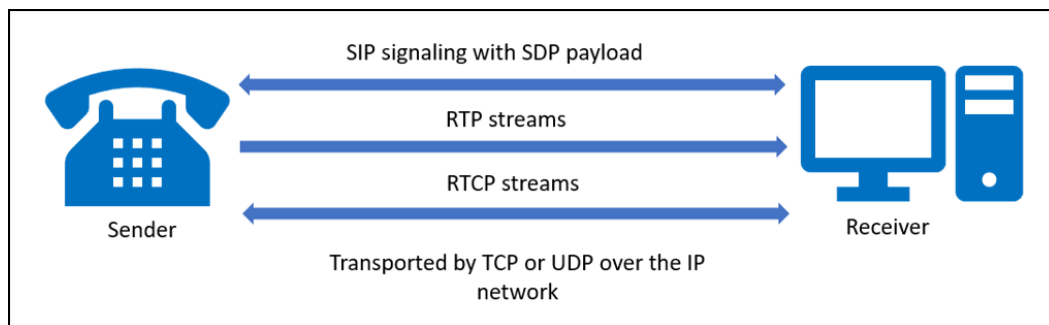 SIP signaling with SDP payload
RTP streams
RTCP streams
Sender
Receiver
Transported by TCP or UDP over the IP
network